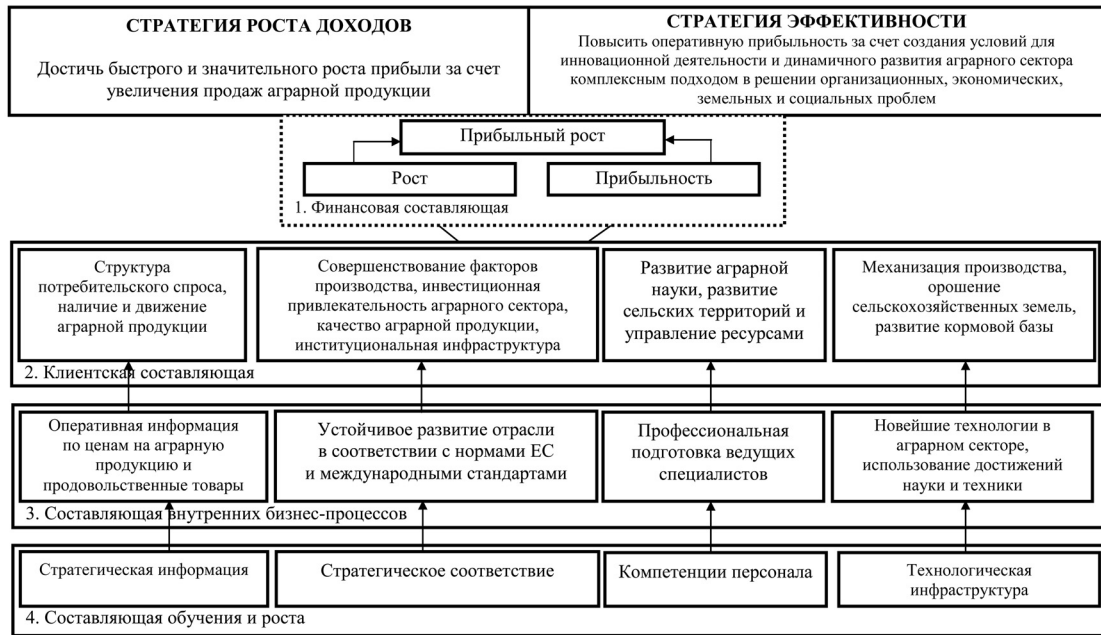 СТРАТЕГИЯ РОСТА ДОХОДОВ
Достичь быстрого и значительного роста прибыли за счет
увеличения продаж аграрной продукции
СТРАТЕГИЯ ЭФФЕКТИВНОСТИ
Повысить оперативную прибыльность за счет создания условий для
инновационной деятельности и динамичного развития аграрного сектора
комплексным подходом в решении организационных, экономических,
земельных и социальных проблем
Прибыльный рост
Рост
Прибыльность
1. Финансовая составляющая
Структура
потребительского спроса,
наличие и движение
аграрной продукции
Совершенствование факторов
производства, инвестиционная
привлекательность аграрного сектора,
качество аграрной продукции,
институциональная инфраструктура
Развитие аграрной
науки, развитие
сельских территорий и
управление ресурсами
Механизация производства,
орошение
сельскохозяйственных земель,
развитие кормовой базы
2. Клиентская составляющая
Оперативная информация
по ценам на аграрную
продукцию и
продовольственные товары
Устойчивое развитие отрасли
в соответствии с нормами ЕС
и международными стандартами
Профессиональная
подготовка ведущих
специалистов
Новейшие технологии в
аграрном секторе,
использование достижений
науки и техники
3. Составляющая внутренних бизнес-процессов
Стратегическая информация
Стратегическое соответствие
Компетенции персонала
Технологическая
инфраструктура
4. Составляющая обучения и роста